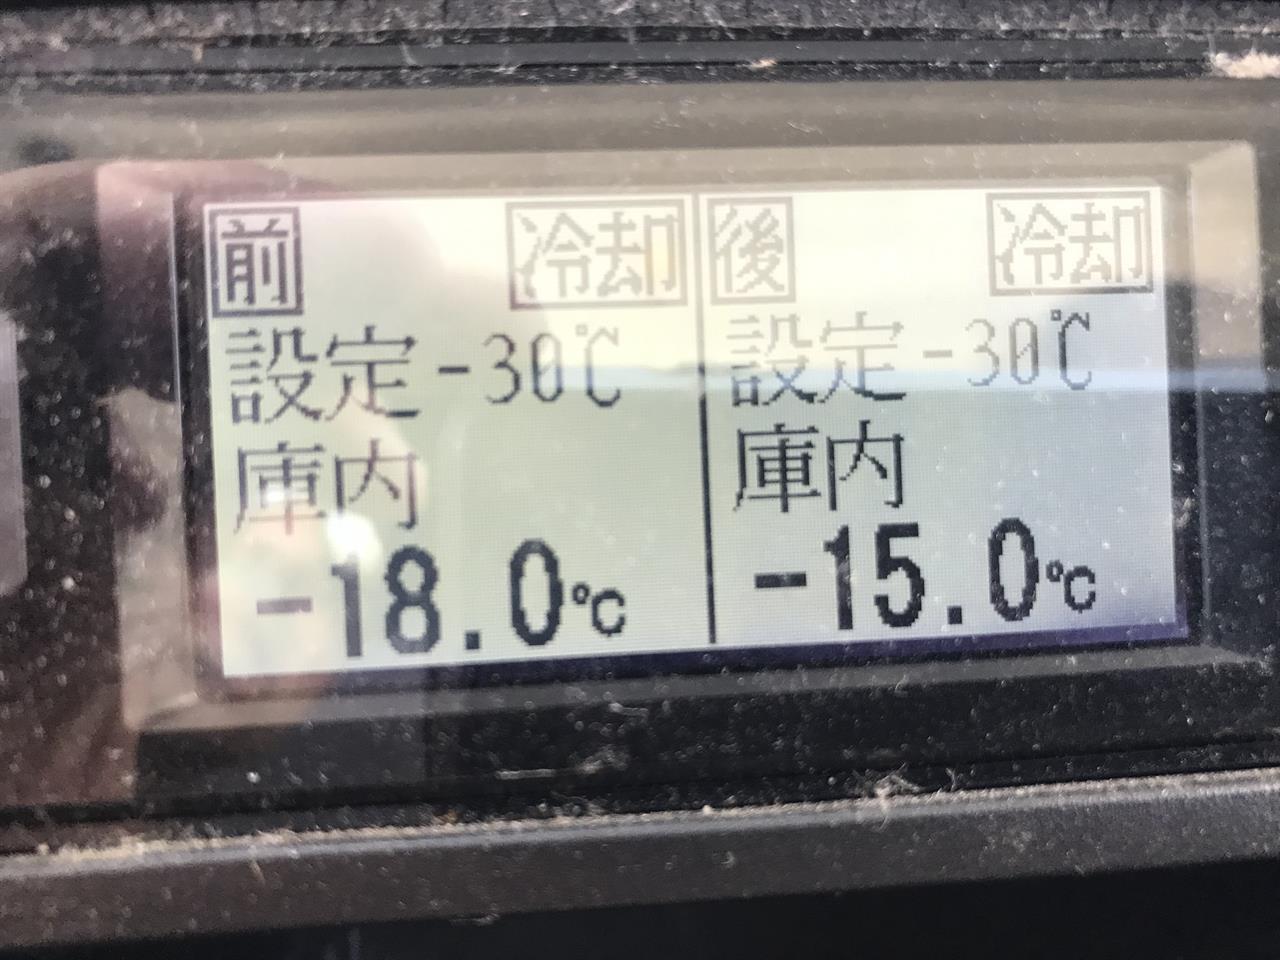 前 冷却
設定 -30℃
庫内
-18.0℃
後 冷却
設定 -30℃
庫内
-15.0℃